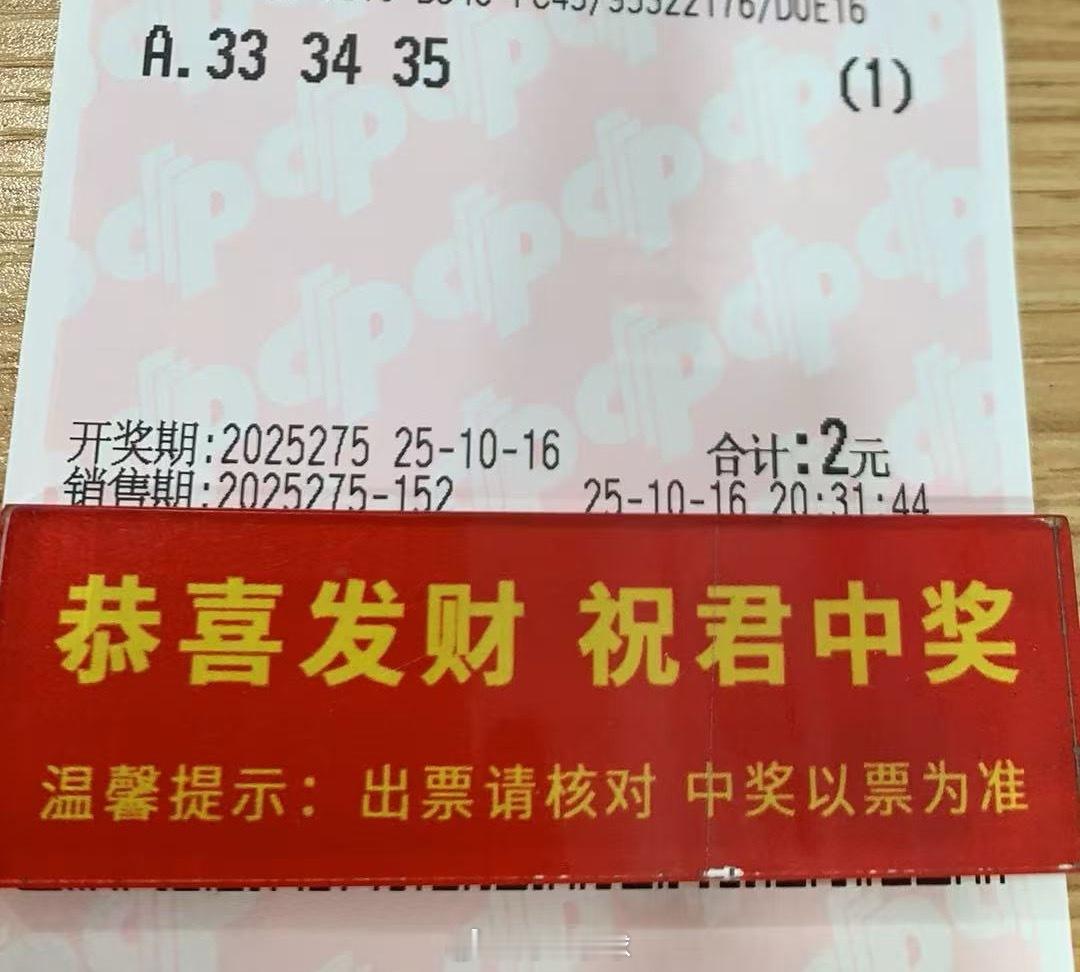 A. 33 34 35 (1)
开奖期:2025275 25-10-16 合计:2元
销售期:2025275-152 25-10-16 20:31:44
恭喜发财 祝君中奖
温馨提示：出票请核对 中奖以票为准